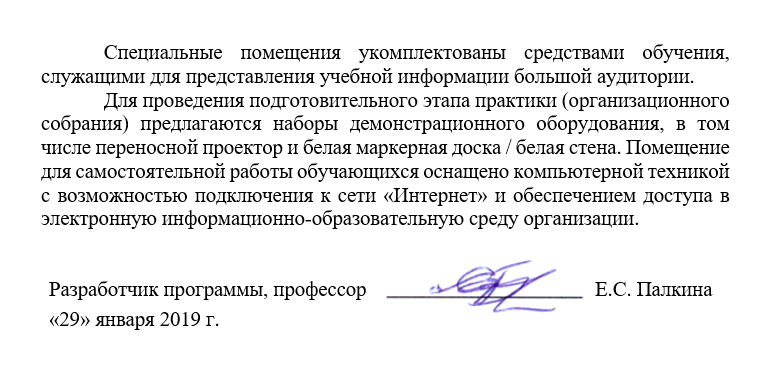 Специальные помещения укомплектованы средствами обучения,
служащими для представления учебной информации большой аудитории.
Для проведения подготовительного этапа практики (организационного
собрания) предлагаются наборы демонстрационного оборудования, в том
числе переносной проектор и белая маркерная доска / белая стена. Помещение
для самостоятельной работы обучающихся оснащено компьютерной техникой
с возможностью подключения к сети «Интернет» и обеспечением доступа в
электронную информационно-образовательную среду организации.
Разработчик программы, профессор Е.С. Палкина
«29» января 2019 г.